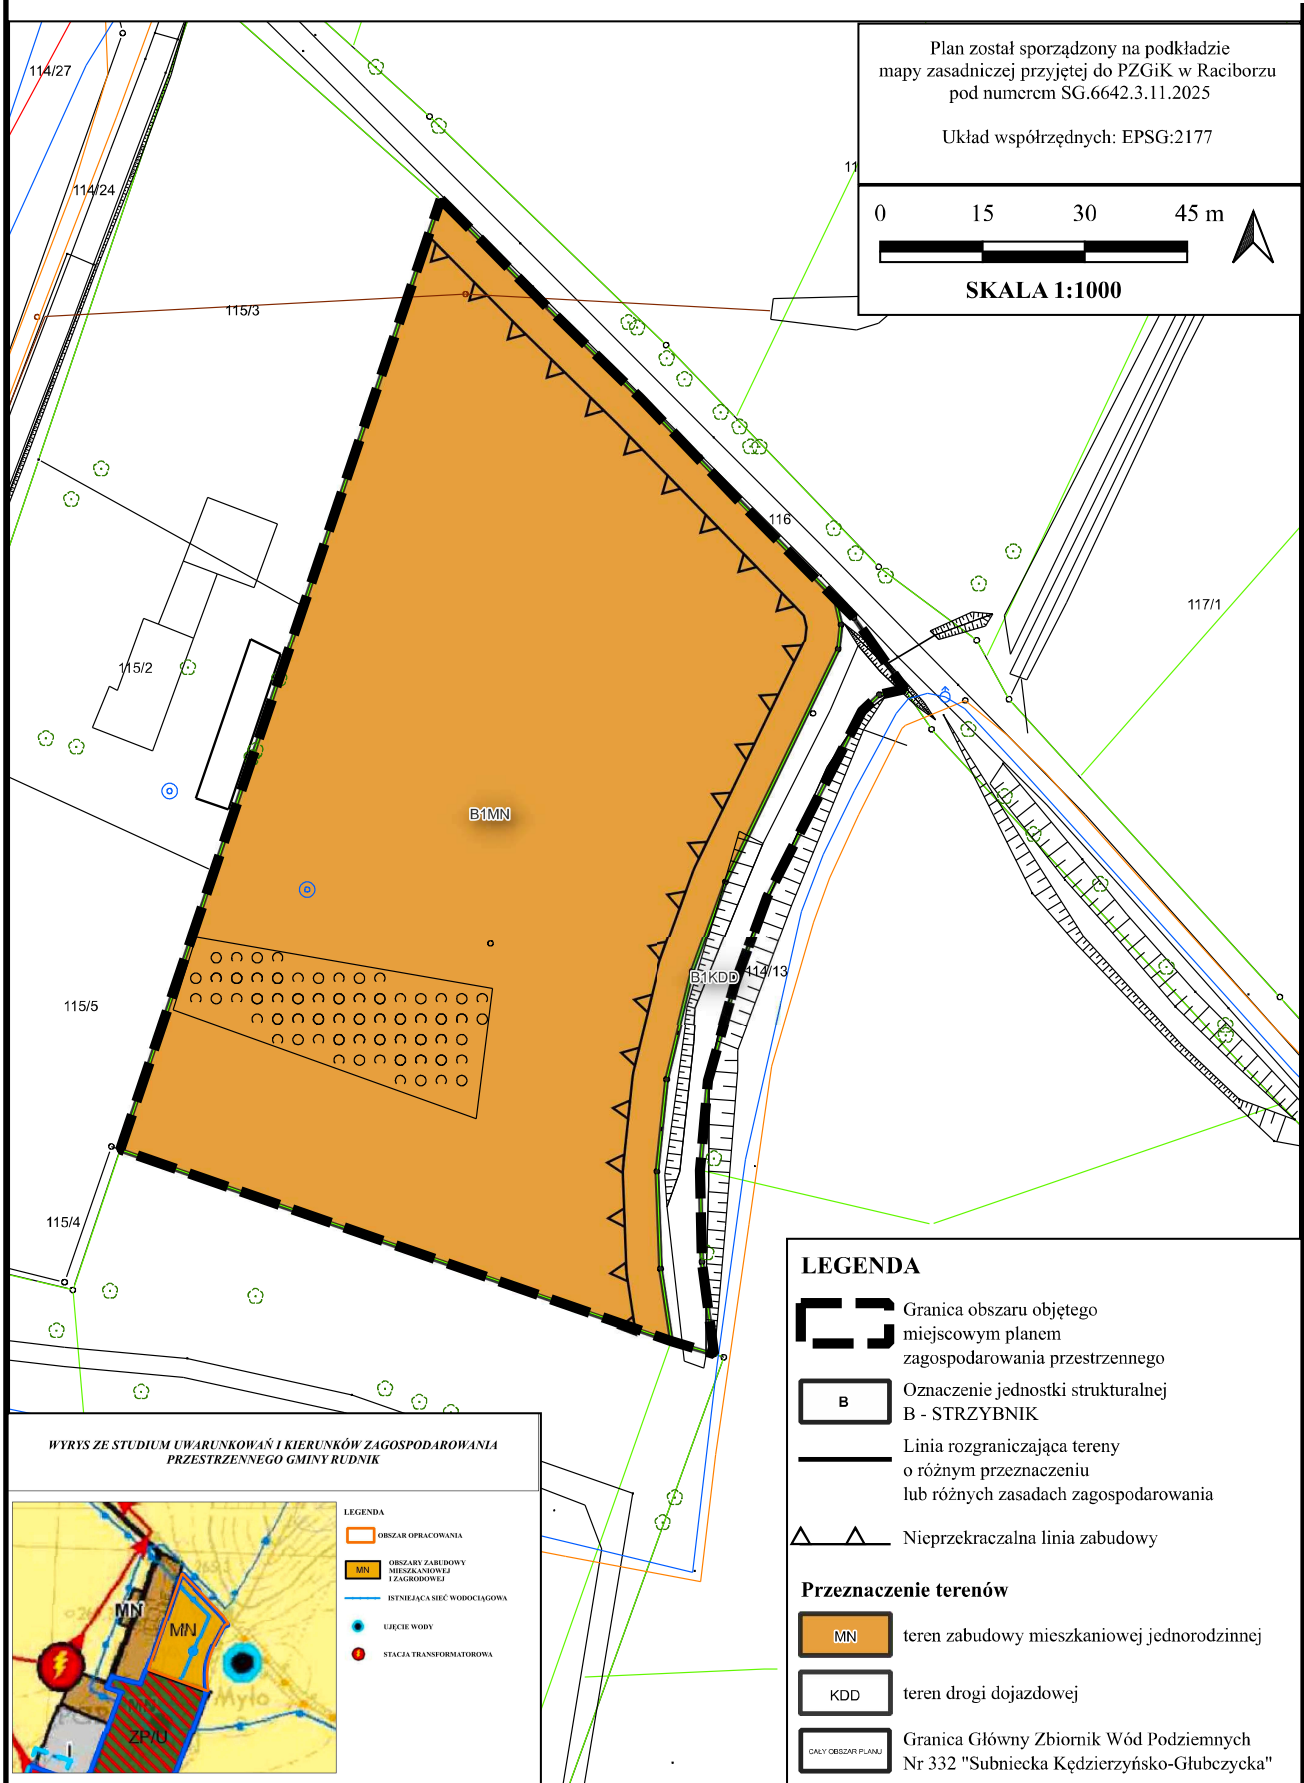 Plan został sporządzony na podkładzie
mapy zasadniczej przyjętej do PZGiK w Raciborzu
pod numerem SG.6642.3.11.2025
Układ współrzędnych: EPSG:2177
0 15 30 45 m
SKALA 1:1000
114/27
114/24
115/3
116
117/1
115/2
B1MN
B1KDD
114/13
115/5
115/4
LEGENDA
Granica obszaru objętego
miejscowym planem
zagospodarowania przestrzennego
B
Oznaczenie jednostki strukturalnej
B - STRZYBNIK
Linia rozgraniczająca tereny
o różnym przeznaczeniu
lub różnych zasadach zagospodarowania
Nieprzekraczalna linia zabudowy
Przeznaczenie terenów
MN
teren zabudowy mieszkaniowej jednorodzinnej
KDD
teren drogi dojazdowej
CAŁY OBSZAR PLANU
Granica Główny Zbiornik Wód Podziemnych
Nr 332 "Subniecka Kędzierzyńsko-Głubczycka"
WYRYS ZE STUDIUM UWARUNKOWAŃ I KIERUNKÓW ZAGOSPODAROWANIA
PRZESTRZENNEGO GMINY RUDNIK
LEGENDA
OBSZAR OPRACOWANIA
MN
OBSZARY ZABUDOWY
MIESZKANIOWEJ
I ZAGRODOWEJ
ISTNIEJĄCA SIEĆ WODOCIĄGOWA
UJĘCIE WODY
STACJA TRANSFORMATOROWA
MN
MN
MN
ZP/U